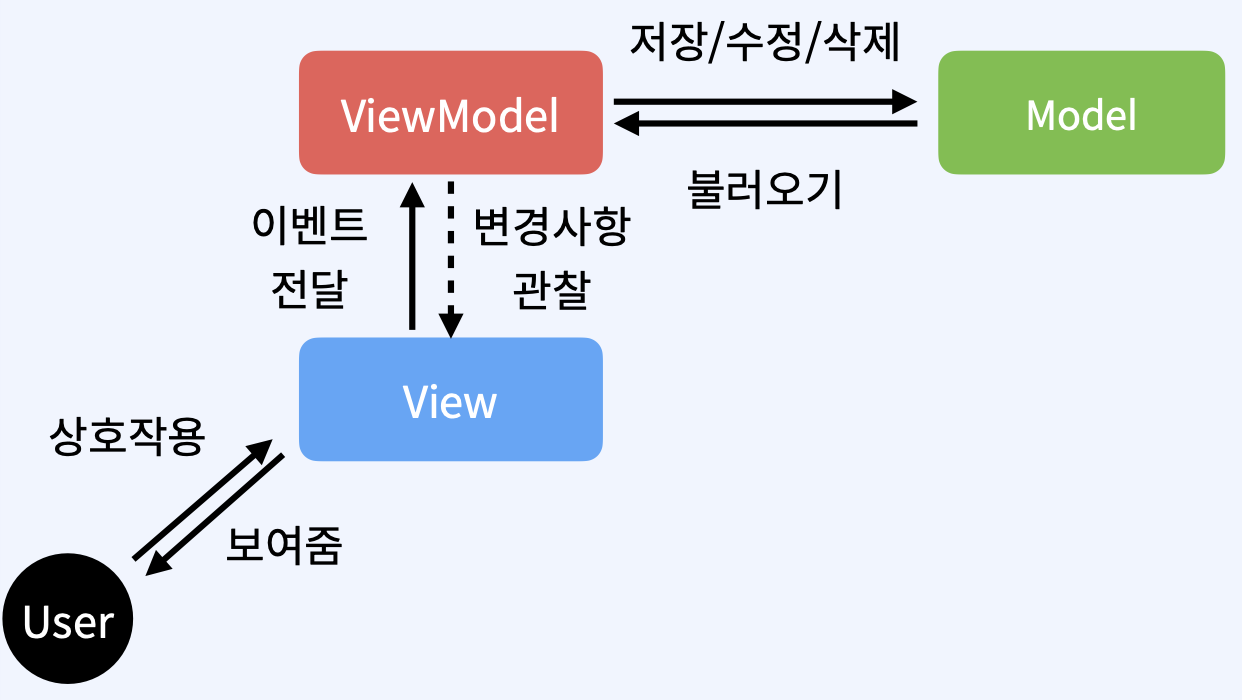 저장/수정/삭제
ViewModel
Model
불러오기
이벤트
전달
변경사항
관찰
View
상호작용
보여줌
User